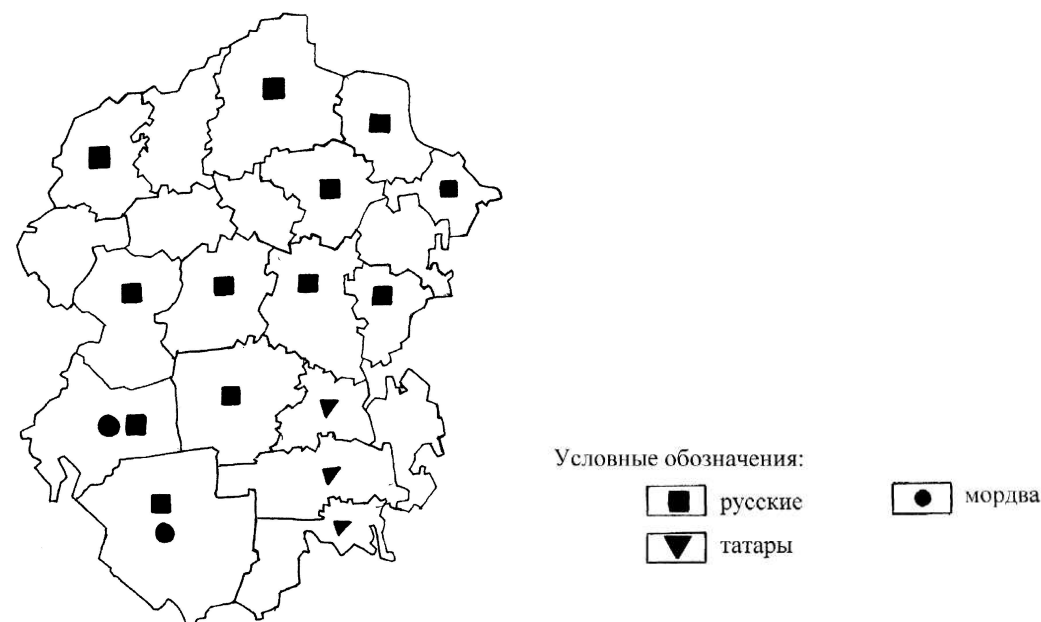 Условные обозначения:
русские
мордва
татары